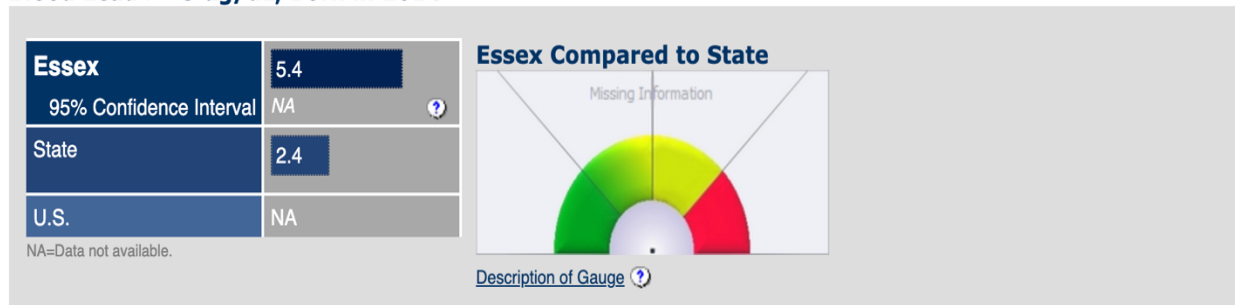 Essex
5.4
95% Confidence Interval
NA
?
State
2.4
U.S.
NA
NA=Data not available.
Essex Compared to State
Missing Information
Description of Gauge ?